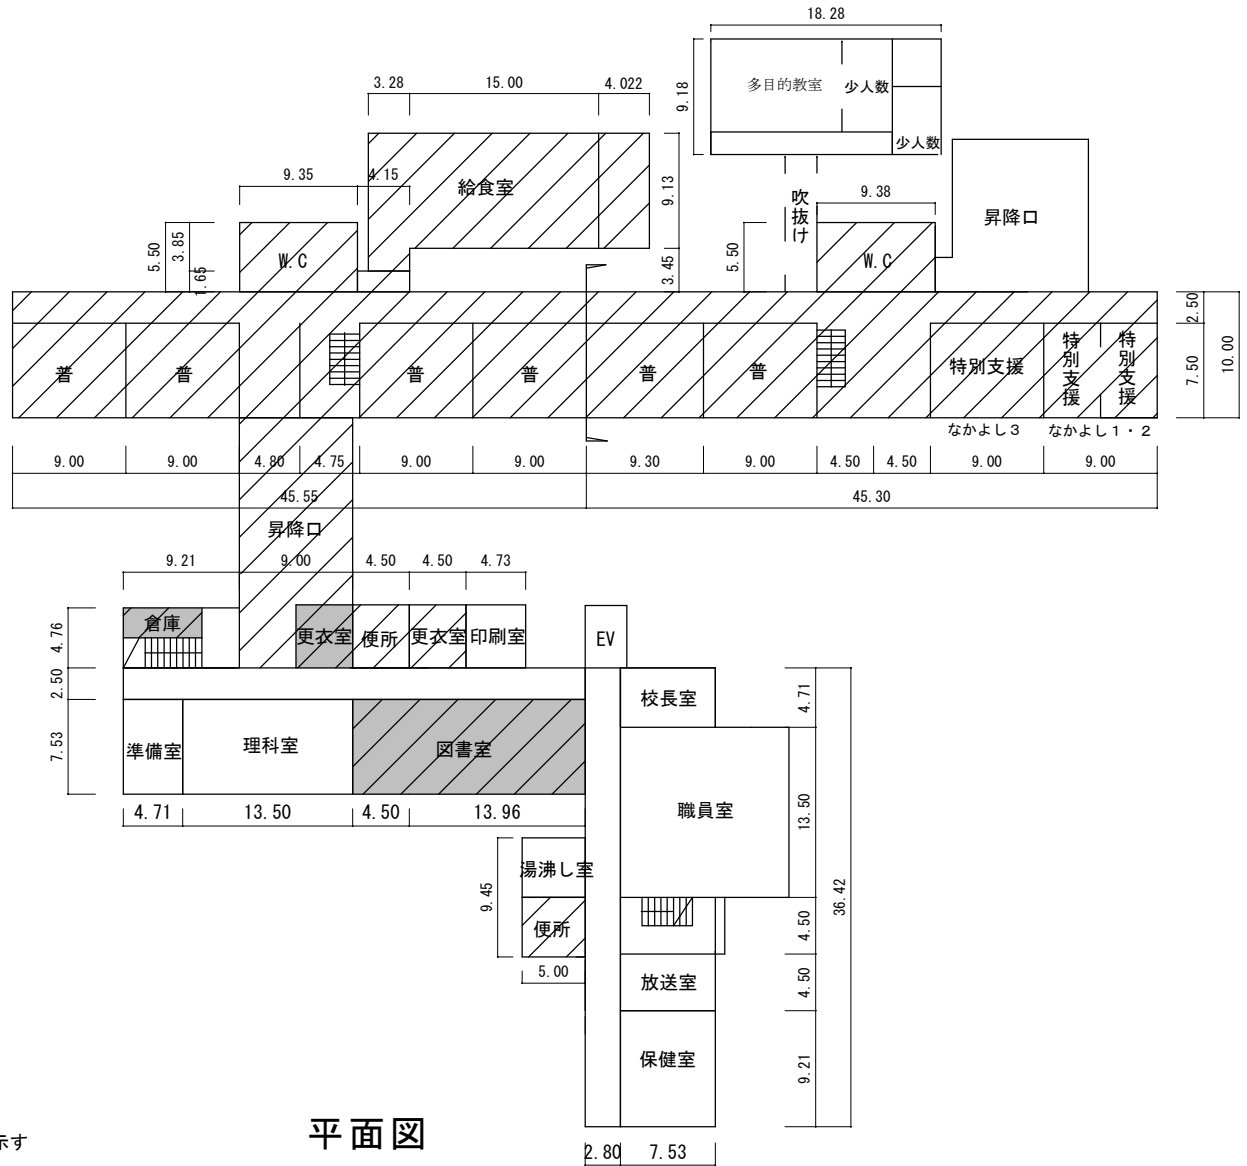 18.28
9.18
多目的教室
少人数
少人数
3.28
15.00
4.022
9.35
4.15
給食室
9.13
吹抜け
9.38
昇降口
5.50
3.85
1.65
W.C
3.45
5.50
W.C
普
普
普
普
普
普
特別支援
特別支援
特別支援
2.50
7.50
10.00
なかよし3
なかよし1・2
9.00
9.00
4.80
4.75
9.00
9.00
9.30
9.00
4.50
4.50
9.00
9.00
45.55
45.30
昇降口
9.21
9.00
4.50
4.50
4.73
4.76
倉庫
更衣室
便所
更衣室
印刷室
EV
2.50
校長室
4.71
7.53
準備室
理科室
図書室
4.71
13.50
4.50
13.96
職員室
13.50
36.42
9.45
湯沸し室
便所
5.00
4.50
放送室
4.50
保健室
9.21
示す
平面図
2.80
7.53